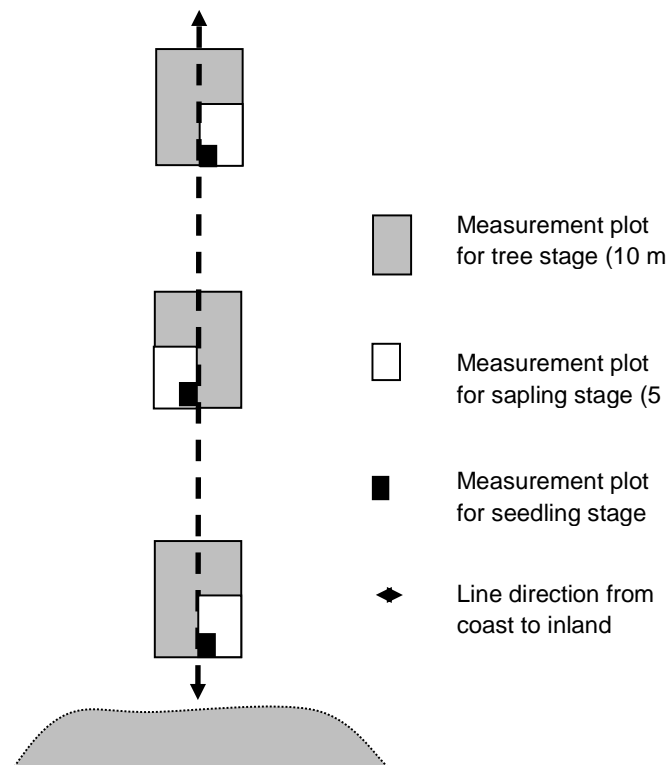 Measurement plot
for tree stage (10 m
Measurement plot
for sapling stage (5
Measurement plot
for seedling stage
Line direction from
coast to inland